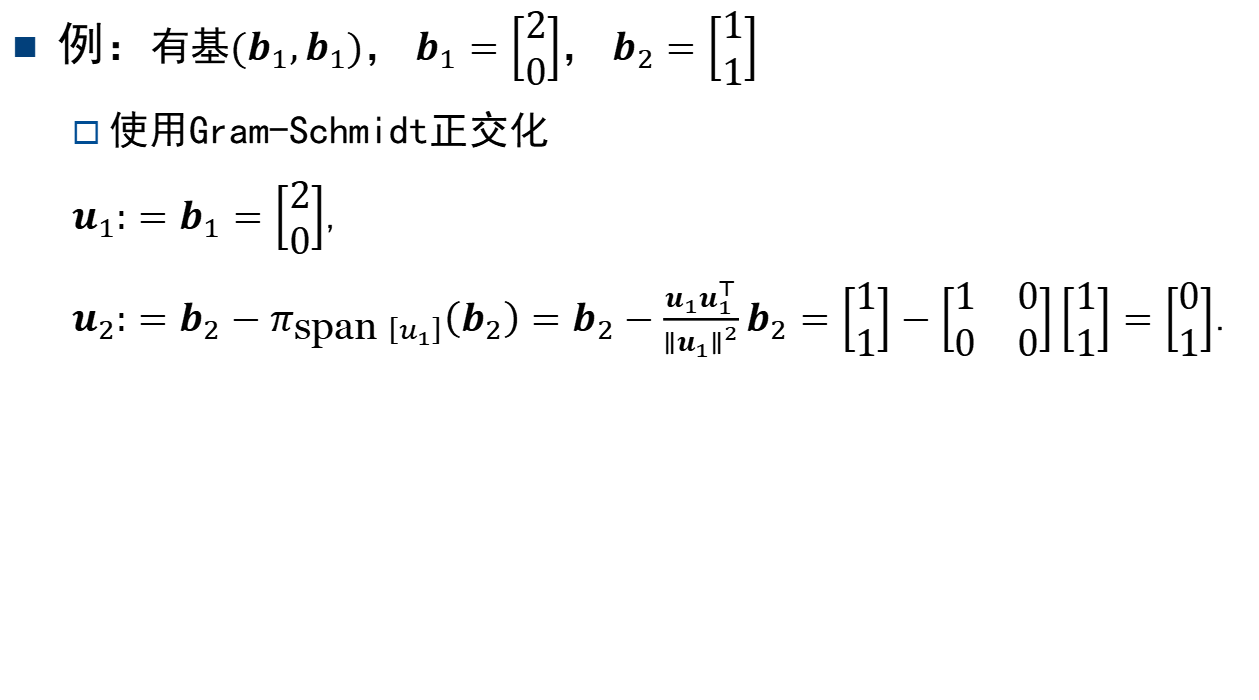 ■ 例：有基(𝒃₁, 𝒃₁)， 𝒃₁ = [2; 0]， 𝒃₂ = [1; 1]
□ 使用Gram-Schmidt正交化
𝒖₁: = 𝒃₁ = [2; 0],
𝒖₂: = 𝒃₂ − π_span [u₁](𝒃₂) = 𝒃₂ − (𝒖₁𝒖₁^⊤ / ‖𝒖₁‖²) 𝒃₂ = [1; 1] − [1 0; 0 0][1; 1] = [0; 1].